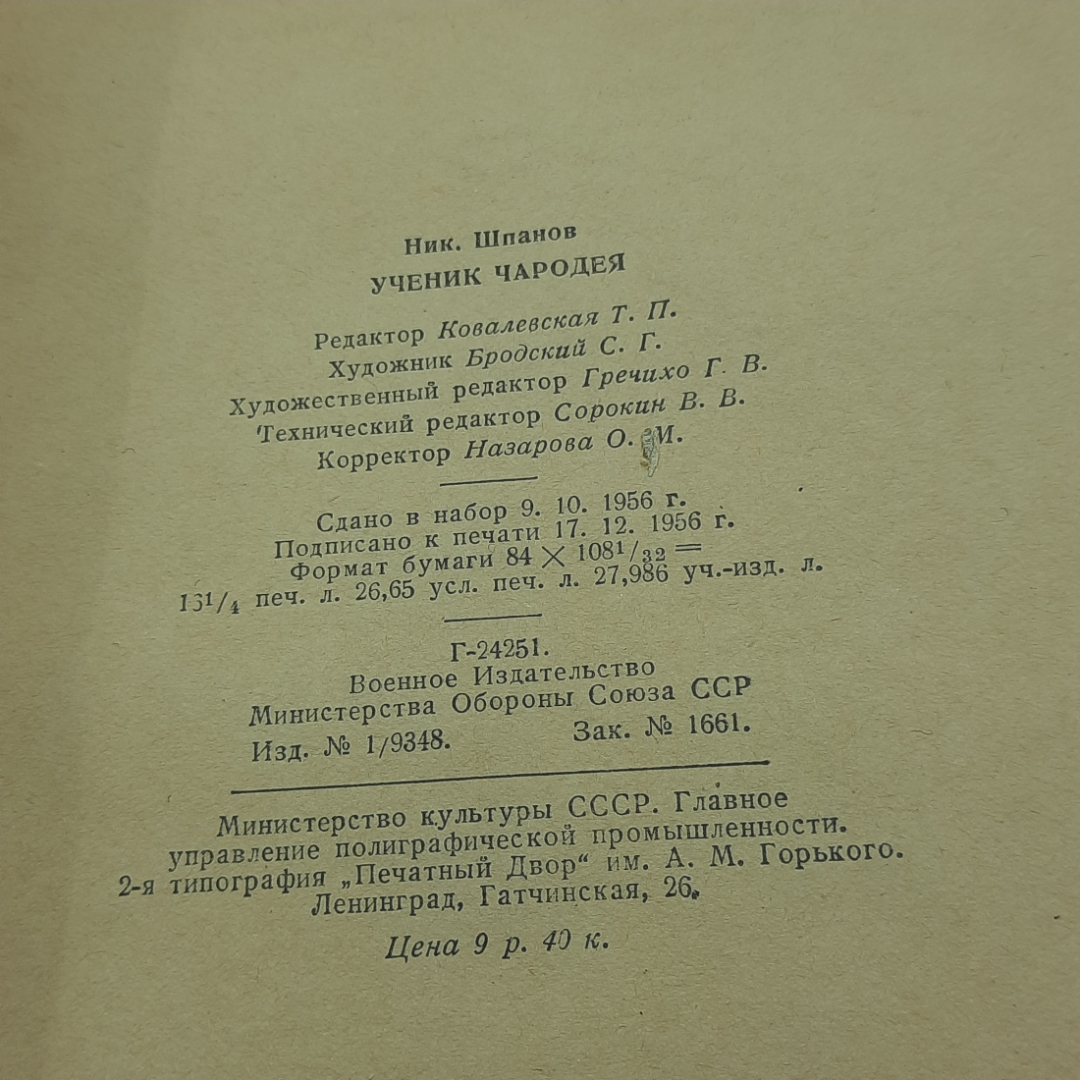 Ник. Шпанов
УЧЕНИК ЧАРОДЕЯ
Редактор Ковалевская Т. П.
Художник Бродский С. Г.
Художественный редактор Гречихо Г. В.
Технический редактор Сорокин В. В.
Корректор Назарова О. И.
Сдано в набор 9. 10. 1956 г.
Подписано к печати 17. 12. 1956 г.
Формат бумаги 84 × 108¹/₃₂ =
16¹/₄ печ. л. 26,65 усл. печ. л. 27,986 уч.-изд. л.
Г-24251.
Военное Издательство
Министерства Обороны Союза ССР
Изд. № 1/9348. Зак. № 1661.
Министерство культуры СССР. Главное
управление полиграфической промышленности.
2-я типография „Печатный Двор“ им. А. М. Горького.
Ленинград, Гатчинская, 26.
Цена 9 р. 40 к.